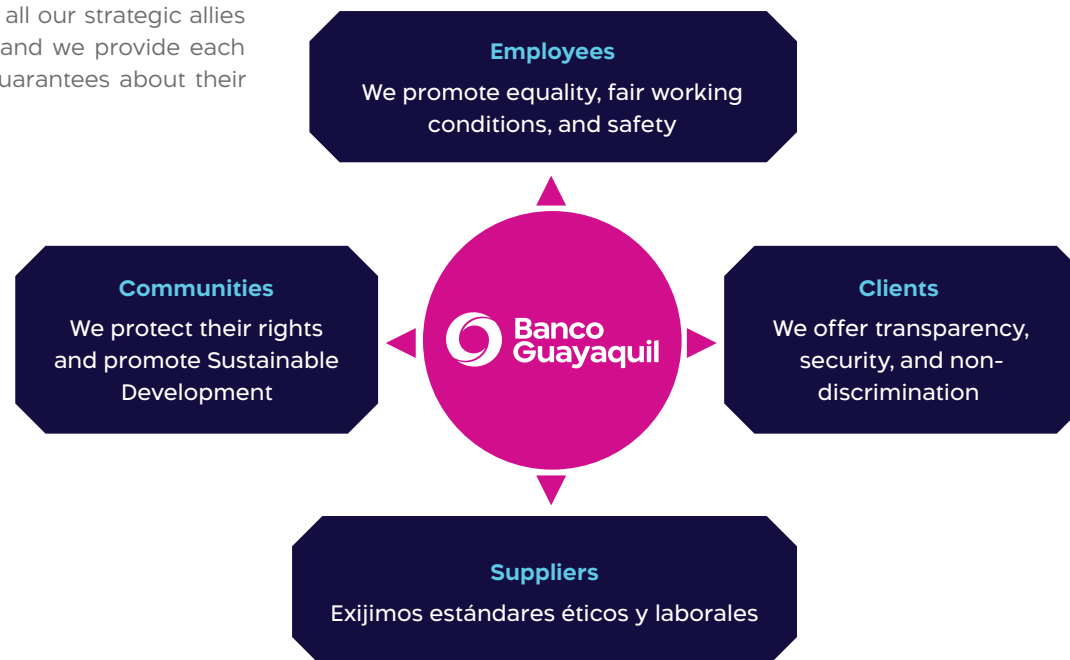 all our strategic allies
and we provide each
guarantees about their
Employees
We promote equality, fair working
conditions, and safety
Communities
We protect their rights
and promote Sustainable
Development
Banco
Guayaquil
Clients
We offer transparency,
security, and non-
discrimination
Suppliers
Exijimos estándares éticos y laborales